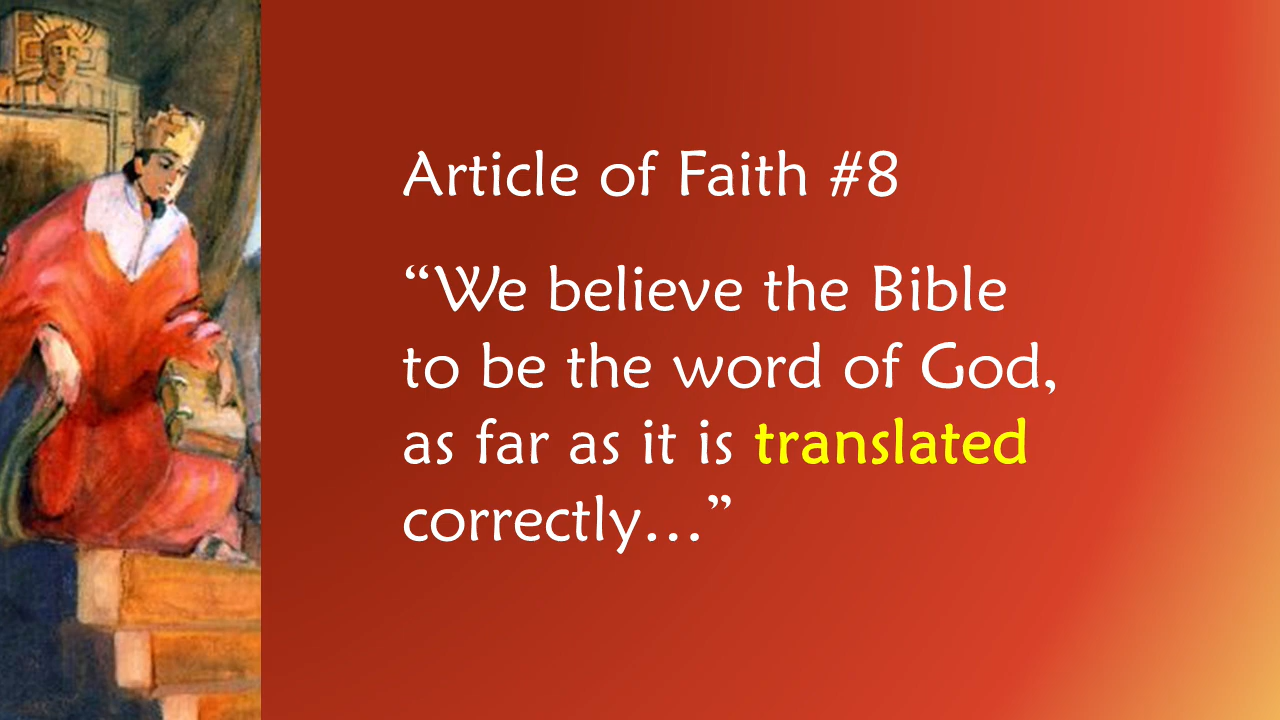 Article of Faith #8
“We believe the Bible
to be the word of God,
as far as it is translated
correctly…”